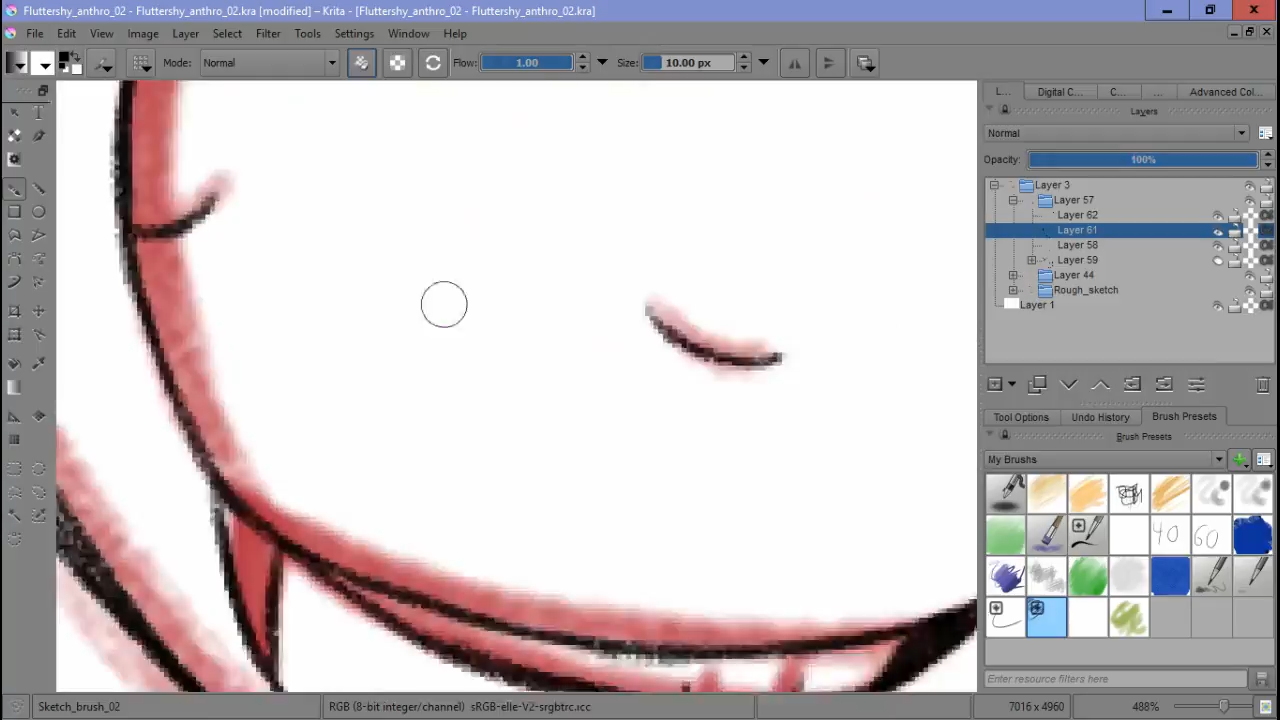 Fluttershy_anthro_02 - Fluttershy_anthro_02.kra [modified] – Krita - [Fluttershy_anthro_02 - Fluttershy_anthro_02.kra]
File Edit View Image Layer Select Filter Tools Settings Window Help
Mode: Normal Flow: 1.00 Size: 10.00 px
L... Digital C... C... ... Advanced Col...
Layers
Normal
Opacity: 100%
Layer 3
Layer 57
Layer 62
Layer 61
Layer 58
Layer 59
Layer 44
Rough_sketch
Layer 1
Tool Options Undo History Brush Presets
Brush Presets
My Brushes
40 60
Enter resource filters here
Sketch_brush_02 RGB (8-bit integer/channel) sRGB-elle-V2-srgbtrc.icc 7016 x 4960 488%